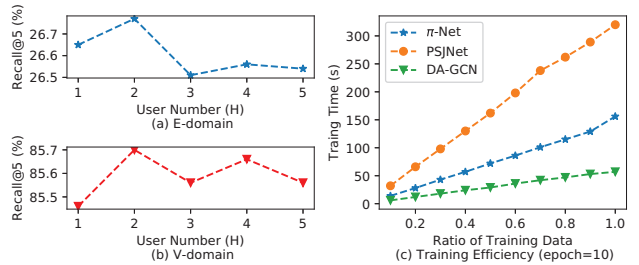 Recall@5 (%)
26.7
26.6
26.5
1 2 3 4 5
User Number (H)
(a) E-domain
Recall@5 (%)
85.7
85.6
85.5
1 2 3 4 5
User Number (H)
(b) V-domain
Traing Time (s)
300
250
200
150
100
50
0
π-Net
PSJNet
DA-GCN
0.2 0.4 0.6 0.8 1.0
Ratio of Training Data
(c) Training Efficiency (epoch=10)